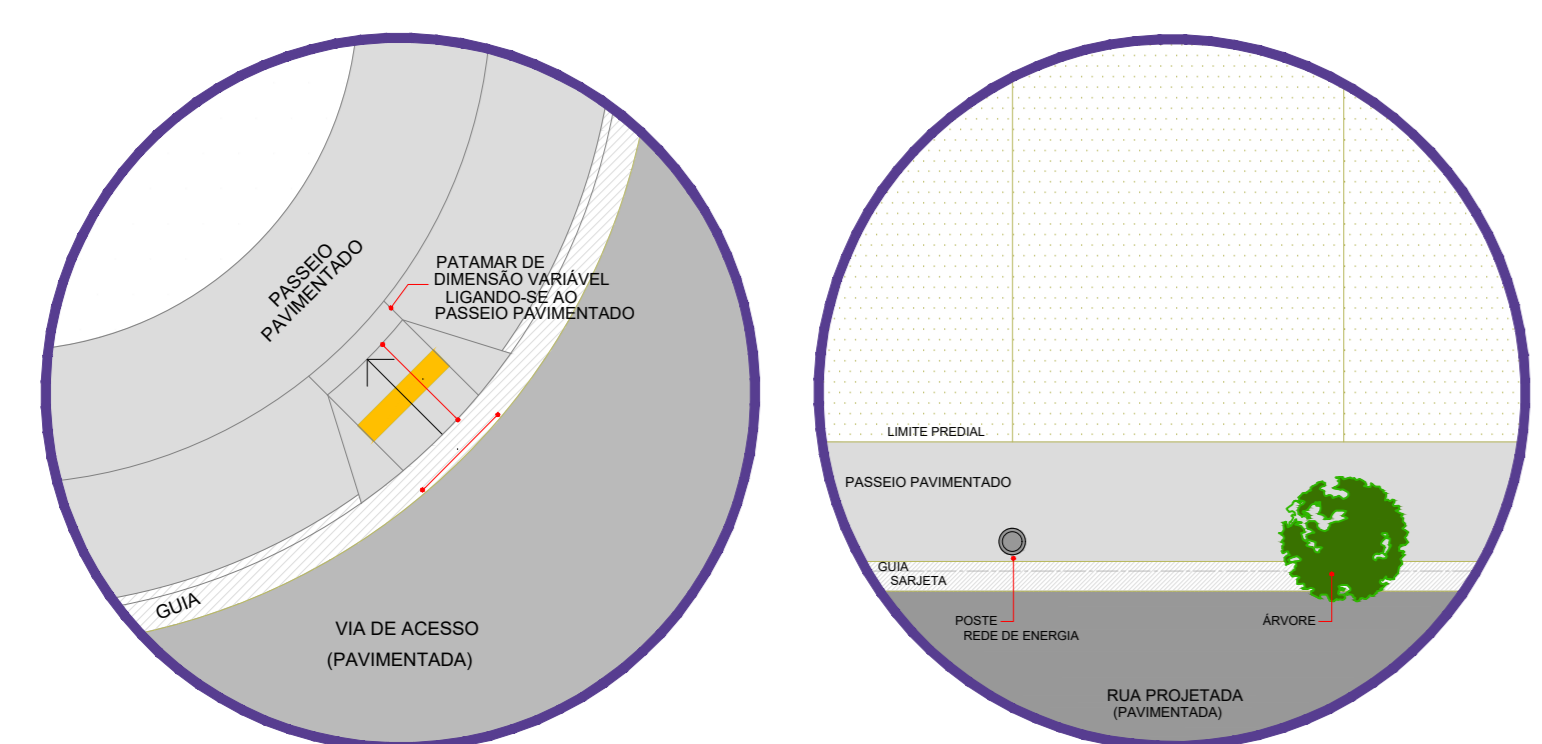 PASSEIO
PAVIMENTADO
PATAMAR DE
DIMENSÃO VARIÁVEL
LIGANDO-SE AO
PASSEIO PAVIMENTADO
GUIA
VIA DE ACESSO
(PAVIMENTADA)
LIMITE PREDIAL
PASSEIO PAVIMENTADO
GUIA
SARJETA
POSTE
REDE DE ENERGIA
ÁRVORE
RUA PROJETADA
(PAVIMENTADA)